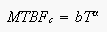 MTBF_c = bT^α